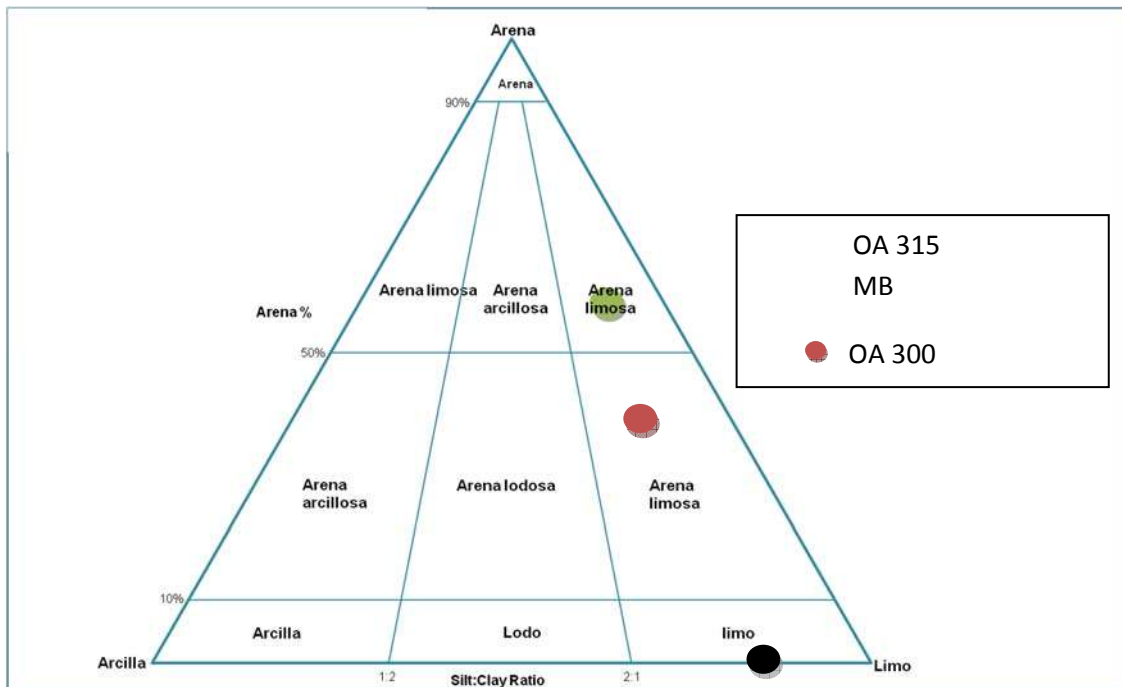 Arena
Arena
90%
OA 315
MB
OA 300
Arena limosa
Arena
arcillosa
Arena
limosa
Arena %
50%
Arena
arcillosa
Arena lodosa
Arena
limosa
10%
Arcilla
Lodo
limo
Arcilla
Limo
1:2
Silt:Clay Ratio
2:1